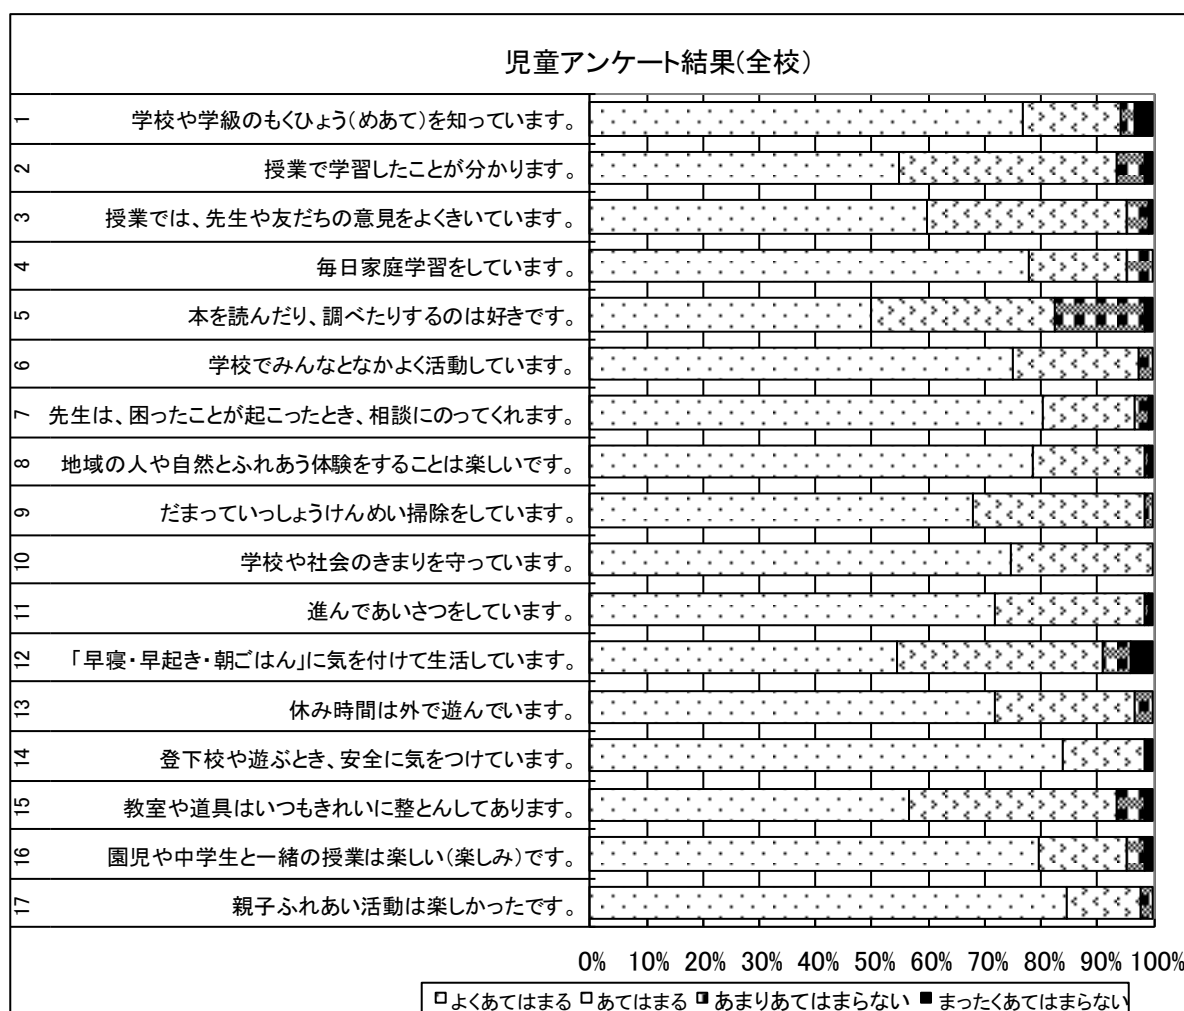 児童アンケート結果(全校)
1 学校や学級のもくひょう(めあて)を知っています。
2 授業で学習したことが分かります。
3 授業では、先生や友だちの意見をよくきいています。
4 毎日家庭学習をしています。
5 本を読んだり、調べたりするのは好きです。
6 学校でみんなとなかよく活動しています。
7 先生は、困ったことが起こったとき、相談にのってくれます。
8 地域の人や自然とふれあう体験をすることは楽しいです。
9 だまっていっしょうけんめい掃除をしています。
10 学校や社会のきまりを守っています。
11 進んであいさつをしています。
12 「早寝・早起き・朝ごはん」に気を付けて生活しています。
13 休み時間は外で遊んでいます。
14 登下校や遊ぶとき、安全に気をつけています。
15 教室や道具はいつもきれいに整とんしてあります。
16 園児や中学生と一緒の授業は楽しい(楽しみ)です。
17 親子ふれあい活動は楽しかったです。
0% 10% 20% 30% 40% 50% 60% 70% 80% 90% 100%
よくあてはまる あてはまる あまりあてはまらない まったくあてはまらない